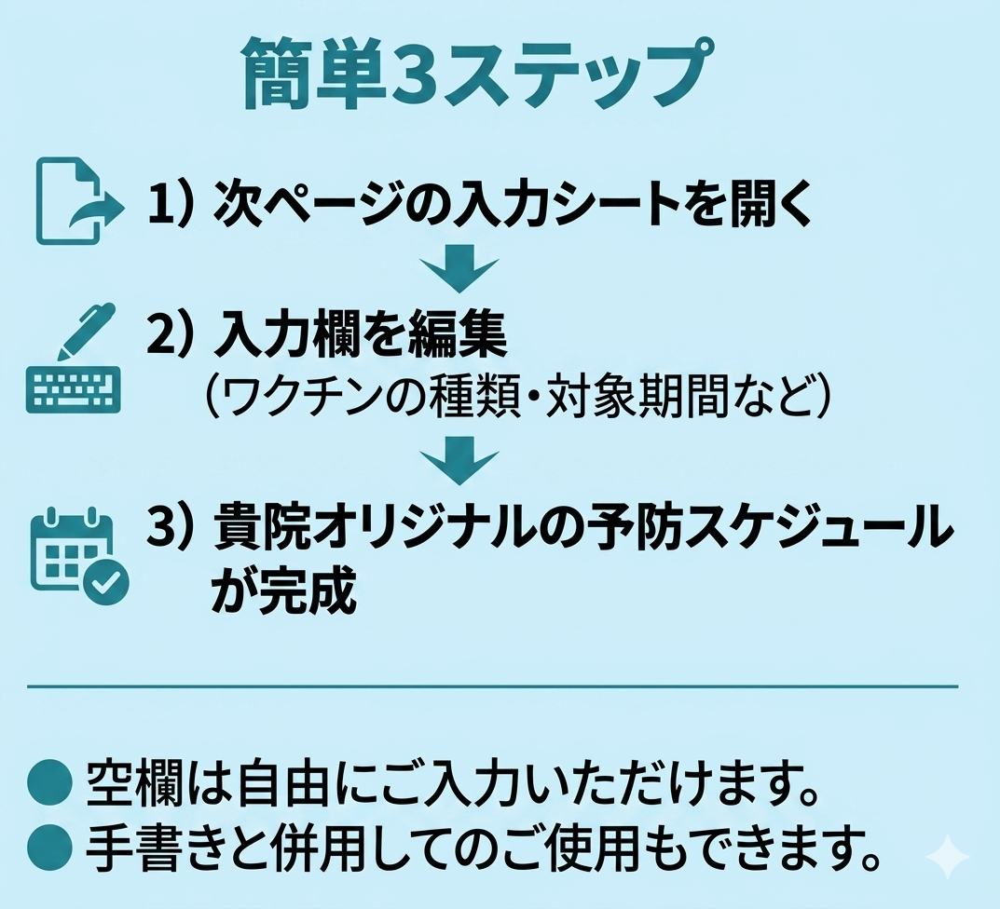 簡単3ステップ
1）次ページの入力シートを開く
2）入力欄を編集
（ワクチンの種類・対象期間など）
3）貴院オリジナルの予防スケジュール
が完成
● 空欄は自由にご入力いただけます。
● 手書きと併用してのご使用もできます。